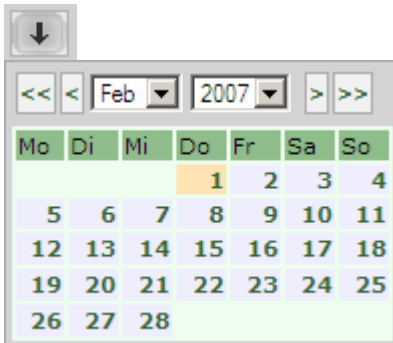 << < Feb 2007 > >>
Mo Di Mi Do Fr Sa So
1 2 3 4
5 6 7 8 9 10 11
12 13 14 15 16 17 18
19 20 21 22 23 24 25
26 27 28